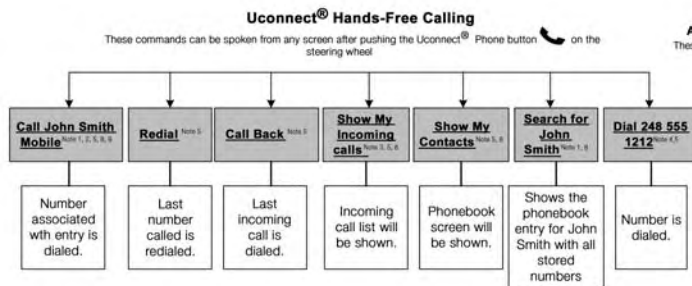 Uconnect® Hands-Free Calling
These commands can be spoken from any screen after pushing the Uconnect® Phone button on the
steering wheel
A
Thes
Call John Smith
Mobile Note 1, 2, 5, 8, 9
Redial Note 5
Call Back Note 5
Show My
Incoming
calls Note 3, 5, 8
Show My
Contacts Note 5, 8
Search for
John
Smith Note 1, 8
Dial 248 555
1212 Note 4,5
Number
associated
wth entry is
dialed.
Last
number
called is
redialed.
Last
incoming
call is
dialed.
Incoming
call list will
be shown.
Phonebook
screen will
be shown.
Shows the
phonebook
entry for John
Smith with all
stored
numbers
Number is
dialed.